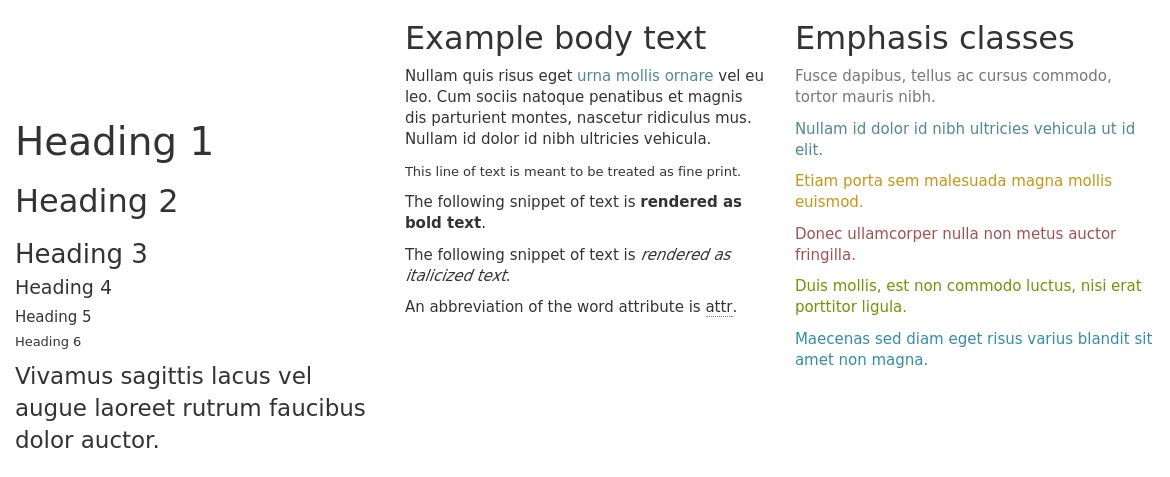 Heading 1
Heading 2
Heading 3
Heading 4
Heading 5
Heading 6
Vivamus sagittis lacus vel
augue laoreet rutrum faucibus
dolor auctor.
Example body text
Nullam quis risus eget urna mollis ornare vel eu
leo. Cum sociis natoque penatibus et magnis
dis parturient montes, nascetur ridiculus mus.
Nullam id dolor id nibh ultricies vehicula.
This line of text is meant to be treated as fine print.
The following snippet of text is rendered as
bold text.
The following snippet of text is rendered as
italicized text.
An abbreviation of the word attribute is attr.
Emphasis classes
Fusce dapibus, tellus ac cursus commodo,
tortor mauris nibh.
Nullam id dolor id nibh ultricies vehicula ut id
elit.
Etiam porta sem malesuada magna mollis
euismod.
Donec ullamcorper nulla non metus auctor
fringilla.
Duis mollis, est non commodo luctus, nisi erat
porttitor ligula.
Maecenas sed diam eget risus varius blandit sit
amet non magna.